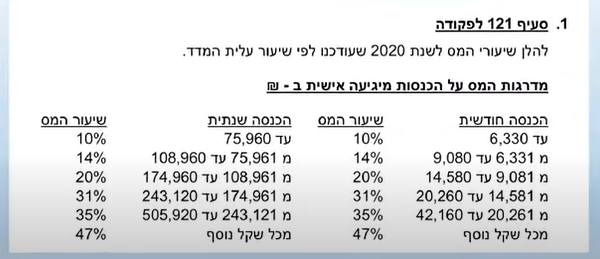 1. סעיף 121 לפקודה
להלן שיעורי המס לשנת 2020 שעודכנו לפי שיעור עלית המדד.
מדרגות המס על הכנסות מיגיעה אישית ב - ₪
הכנסה חודשית שיעור המס הכנסה שנתית שיעור המס
עד 6,330 10% עד 75,960 10%
מ 6,331 עד 9,080 14% מ 75,961 עד 108,960 14%
מ 9,081 עד 14,580 20% מ 108,961 עד 174,960 20%
מ 14,581 עד 20,260 31% מ 174,961 עד 243,120 31%
מ 20,261 עד 42,160 35% מ 243,121 עד 505,920 35%
מכל שקל נוסף 47% מכל שקל נוסף 47%